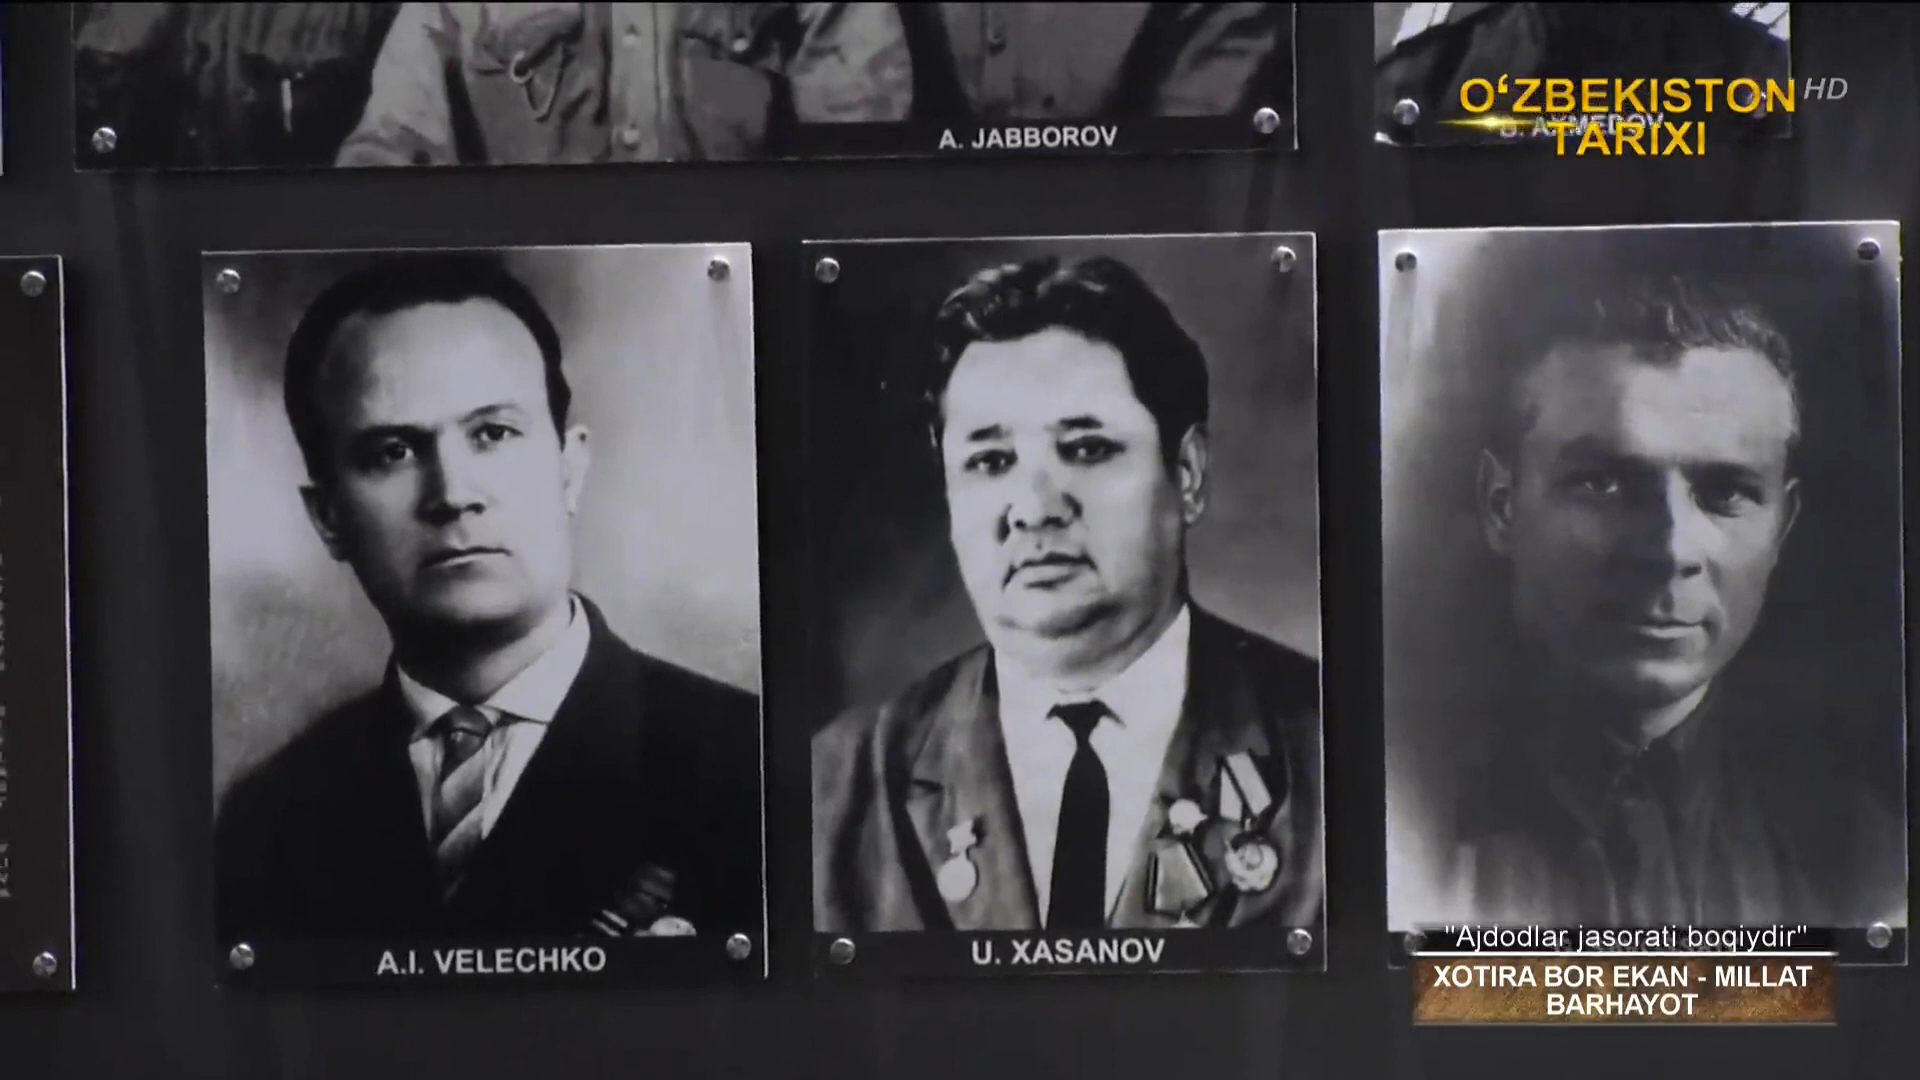 A. JABBOROV
O‘ZBEKISTON HD
TARIXI
A.I. VELECHKO
U. XASANOV
"Ajdodlar jasorati boqiydir"
XOTIRA BOR EKAN - MILLAT
BARHAYOT